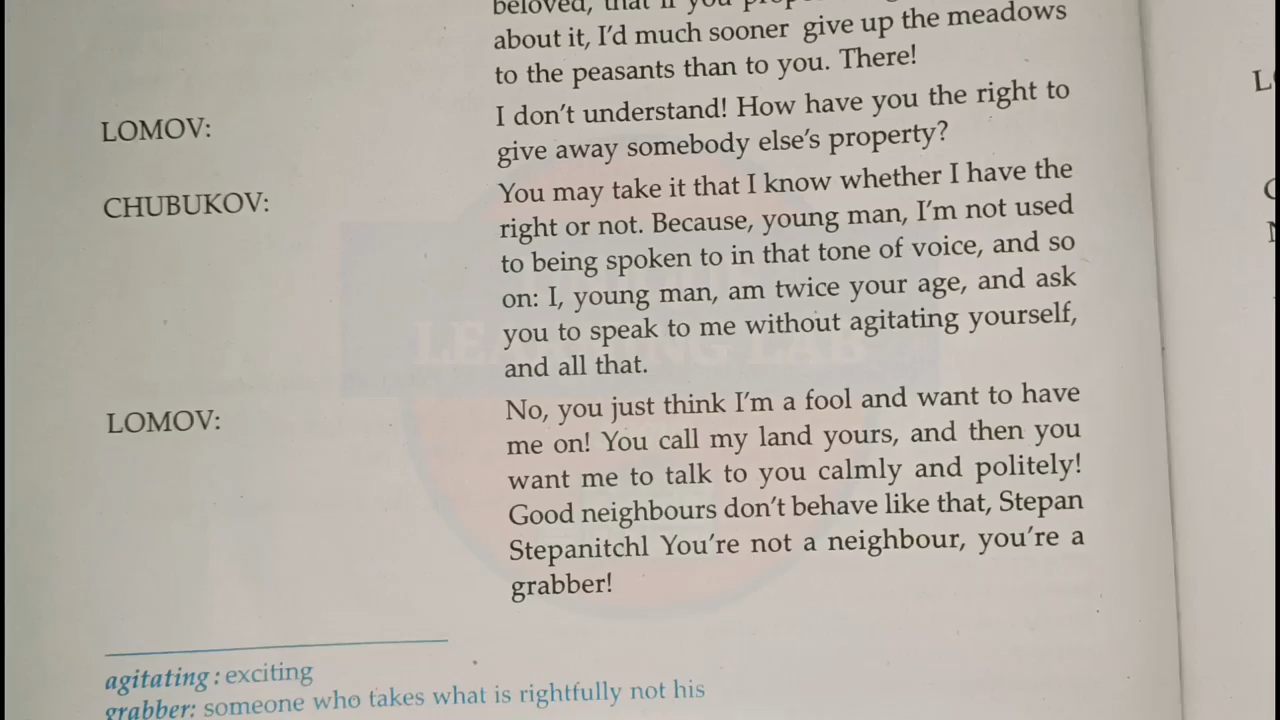 beloved, that if you
about it, I'd much sooner give up the meadows
to the peasants than to you. There!
LOMOV: I don't understand! How have you the right to
give away somebody else's property?
CHUBUKOV: You may take it that I know whether I have the
right or not. Because, young man, I'm not used
to being spoken to in that tone of voice, and so
on: I, young man, am twice your age, and ask
you to speak to me without agitating yourself,
and all that.
LOMOV: No, you just think I'm a fool and want to have
me on! You call my land yours, and then you
want me to talk to you calmly and politely!
Good neighbours don't behave like that, Stepan
Stepanitchl You're not a neighbour, you're a
grabber!
agitating : exciting
grabber: someone who takes what is rightfully not his
LEARNING LAB